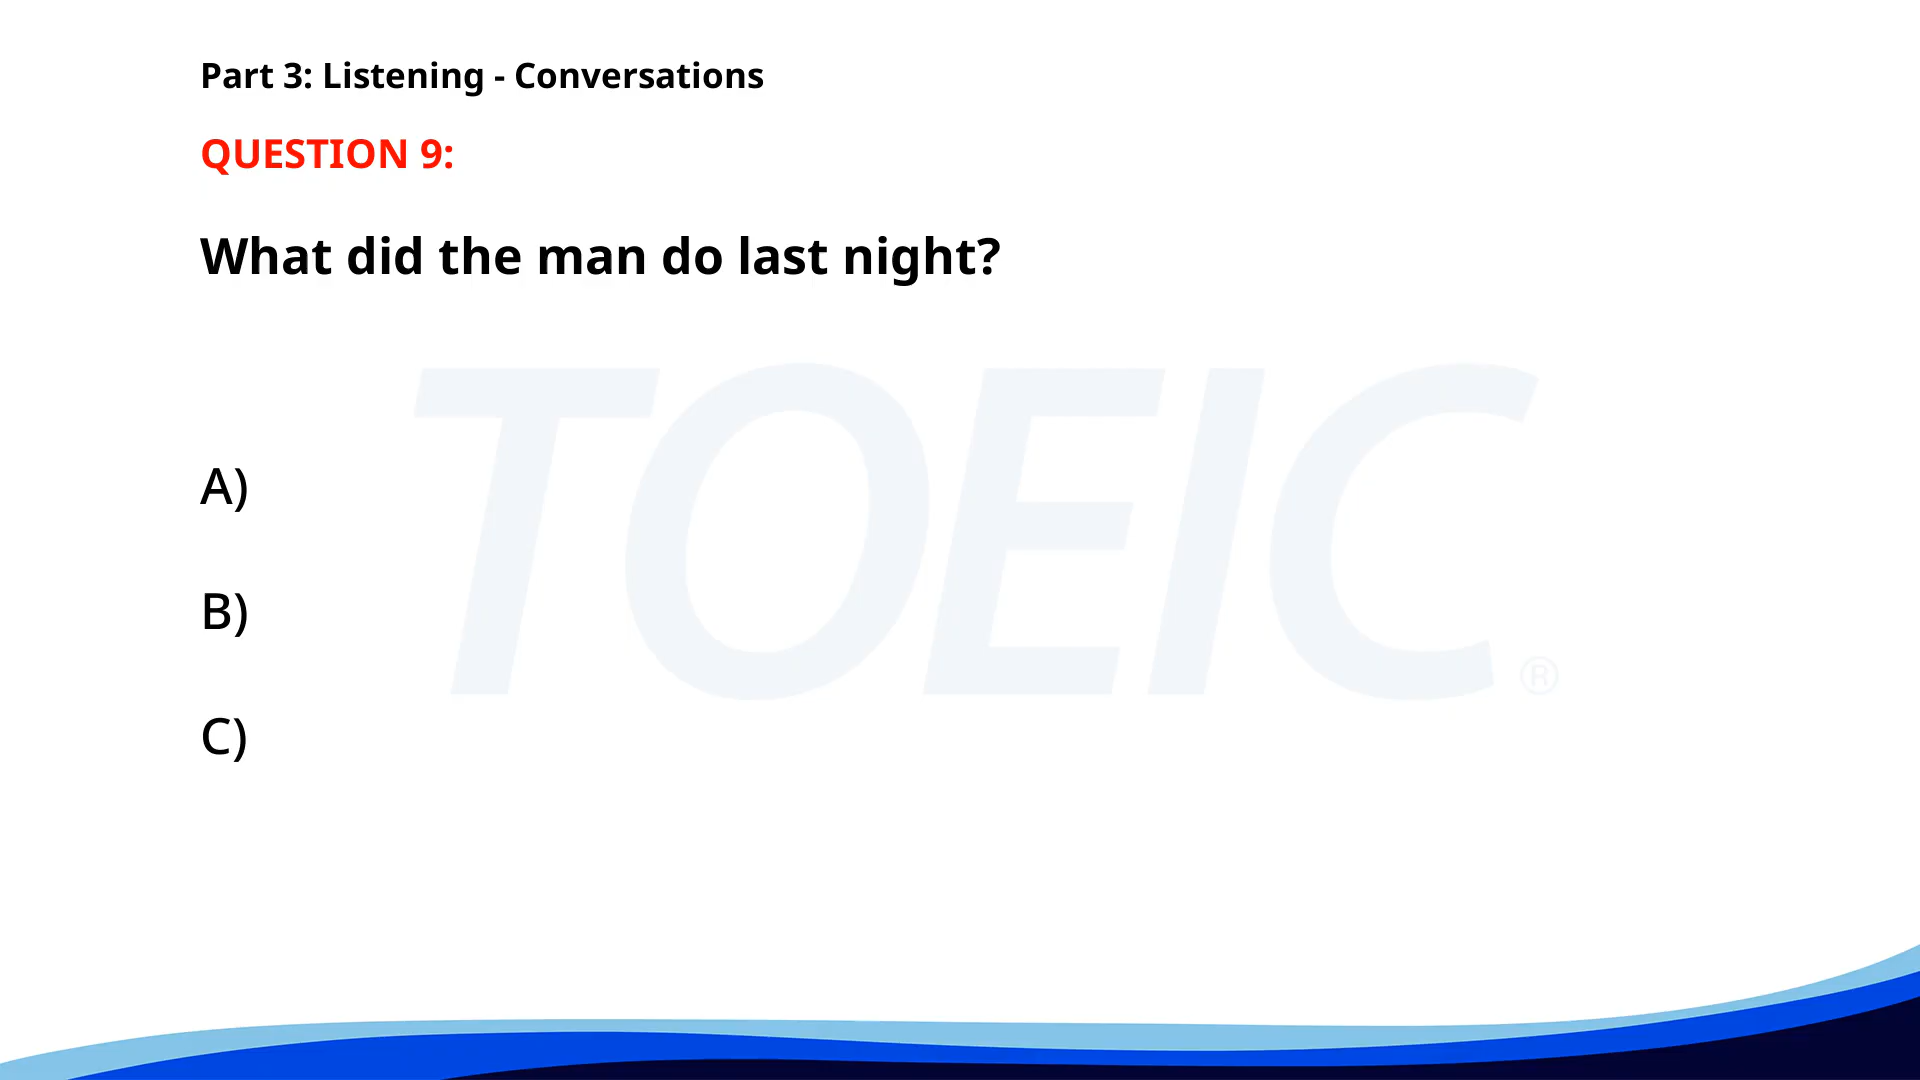 Part 3: Listening - Conversations
QUESTION 9:
What did the man do last night?
TOEIC ®
A)
B)
C)